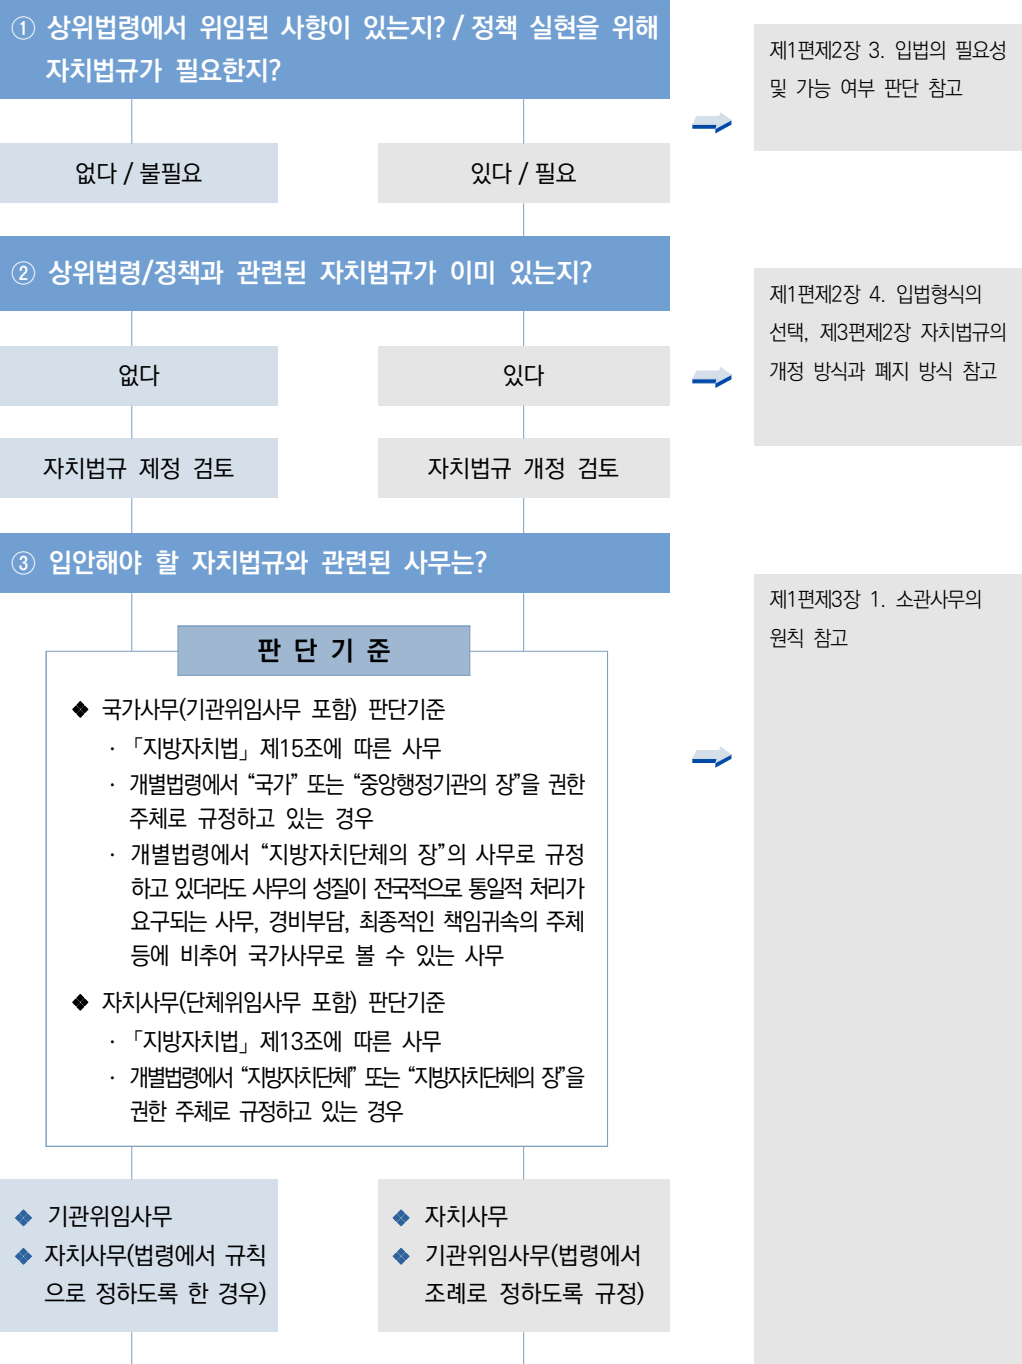 ① 상위법령에서 위임된 사항이 있는지? / 정책 실현을 위해
자치법규가 필요한지?
제1편제2장 3. 입법의 필요성
및 가능 여부 판단 참고
없다 / 불필요
있다 / 필요
② 상위법령/정책과 관련된 자치법규가 이미 있는지?
제1편제2장 4. 입법형식의
선택, 제3편제2장 자치법규의
개정 방식과 폐지 방식 참고
없다
있다
자치법규 제정 검토
자치법규 개정 검토
③ 입안해야 할 자치법규와 관련된 사무는?
제1편제3장 1. 소관사무의
원칙 참고
판 단 기 준
❖ 국가사무(기관위임사무 포함) 판단기준
· 「지방자치법」 제15조에 따른 사무
· 개별법령에서 “국가” 또는 “중앙행정기관의 장”을 권한
주체로 규정하고 있는 경우
· 개별법령에서 “지방자치단체의 장”의 사무로 규정
하고 있더라도 사무의 성질이 전국적으로 통일적 처리가
요구되는 사무, 경비부담, 최종적인 책임귀속의 주체
등에 비추어 국가사무로 볼 수 있는 사무
❖ 자치사무(단체위임사무 포함) 판단기준
· 「지방자치법」 제13조에 따른 사무
· 개별법령에서 “지방자치단체” 또는 “지방자치단체의 장”을
권한 주체로 규정하고 있는 경우
❖ 기관위임사무
❖ 자치사무(법령에서 규칙
으로 정하도록 한 경우)
❖ 자치사무
❖ 기관위임사무(법령에서
조례로 정하도록 규정)